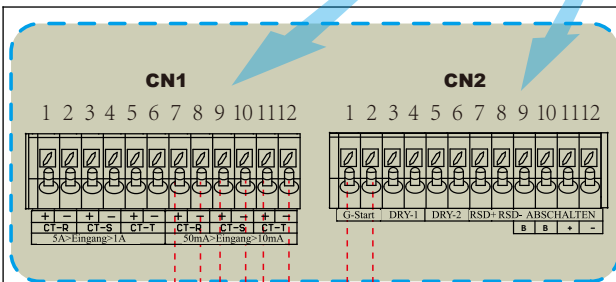 CN1
CN2
1 2 3 4 5 6 7 8 9 10 11 12
1 2 3 4 5 6 7 8 9 10 11 12
+ − + − + − + − + − + −
CT-R CT-S CT-T CT-R CT-S CT-T
5A>Eingang>1A 50mA>Eingang>10mA
G-Start DRY-1 DRY-2 RSD+ RSD- ABSCHALTEN
B B + −